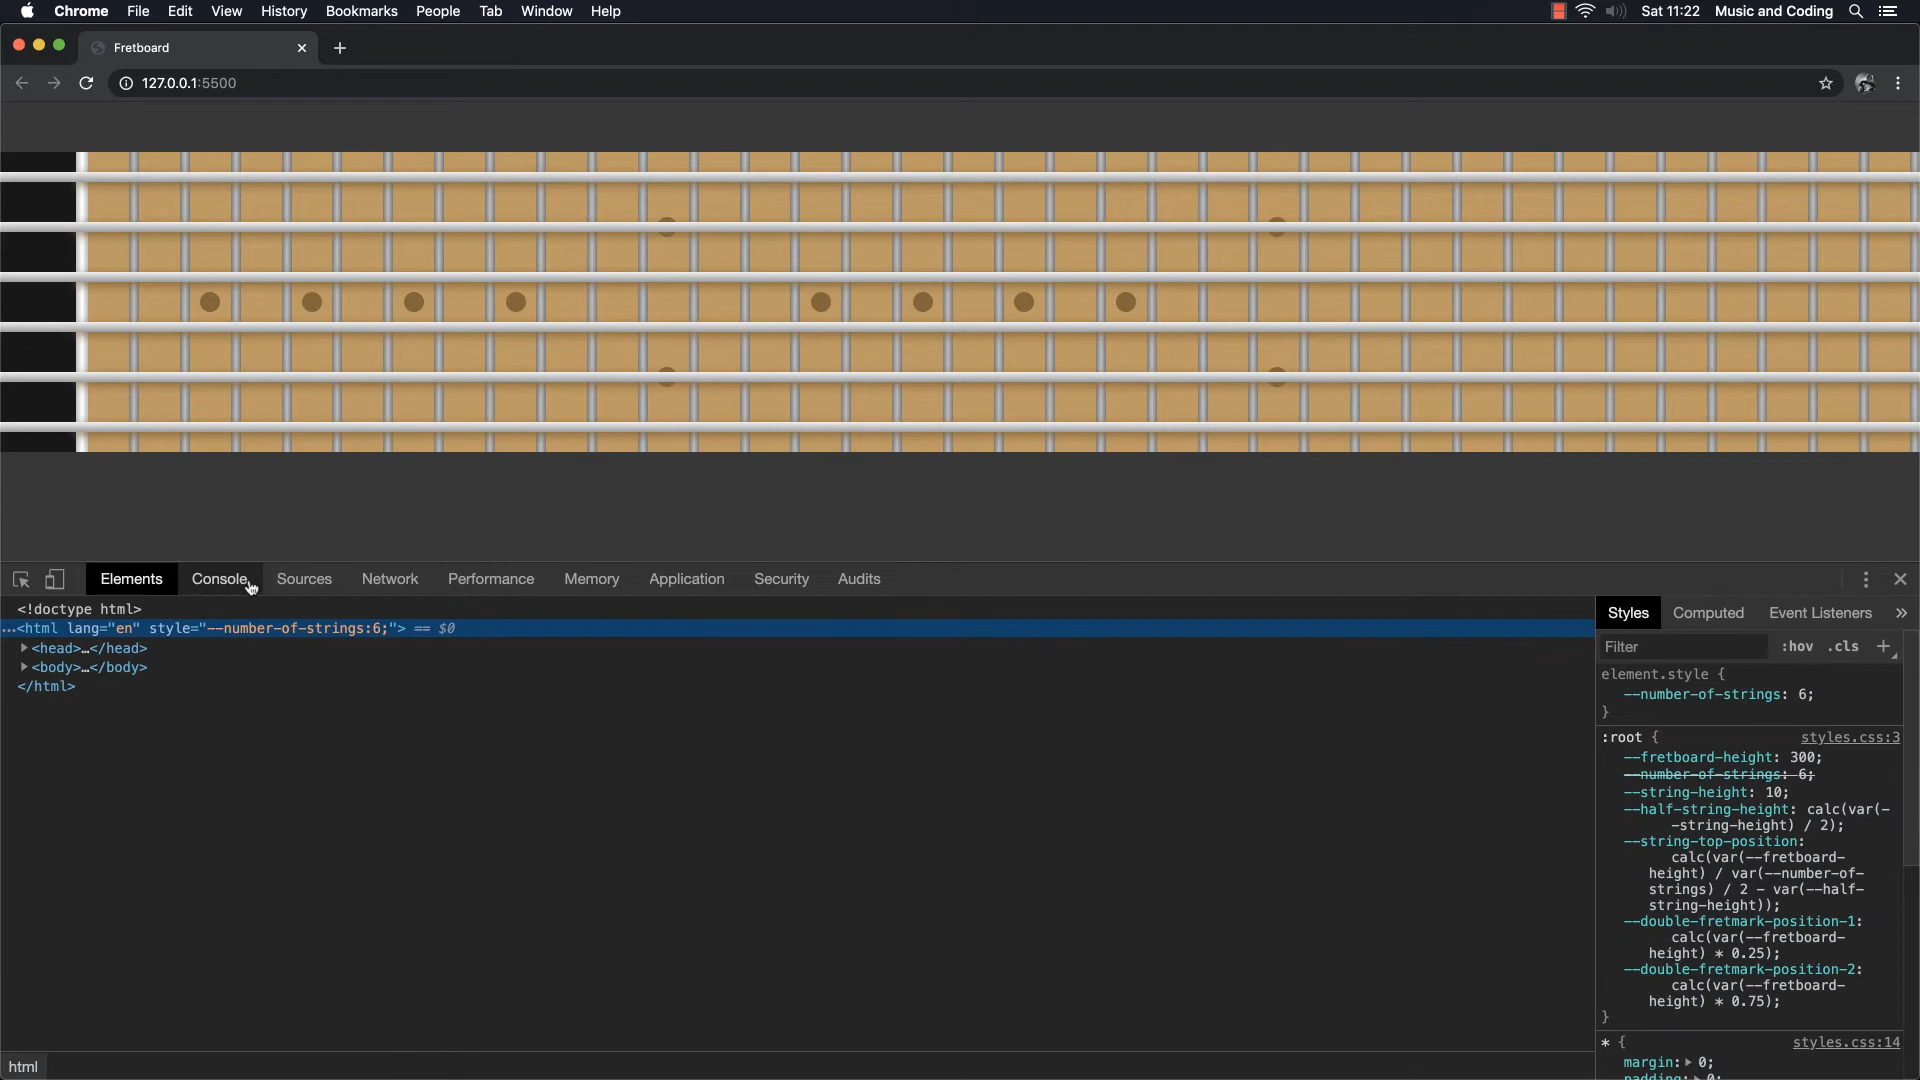 Chrome File Edit View History Bookmarks People Tab Window Help Sat 11:22 Music and Coding
Fretboard
127.0.0.1:5500
Elements Console Sources Network Performance Memory Application Security Audits
<!doctype html>
…<html lang="en" style="--number-of-strings:6;"> == $0
<head>…</head>
<body>…</body>
</html>
html
Styles Computed Event Listeners »
Filter :hov .cls +
element.style {
--number-of-strings: 6;
}
:root { styles.css:3
--fretboard-height: 300;
--number-of-strings: 6;
--string-height: 10;
--half-string-height: calc(var(-
-string-height) / 2);
--string-top-position:
calc(var(--fretboard-
height) / var(--number-of-
strings) / 2 - var(--half-
string-height));
--double-fretmark-position-1:
calc(var(--fretboard-
height) * 0.25);
--double-fretmark-position-2:
calc(var(--fretboard-
height) * 0.75);
}
* { styles.css:14
margin: 0;
padding: 0;